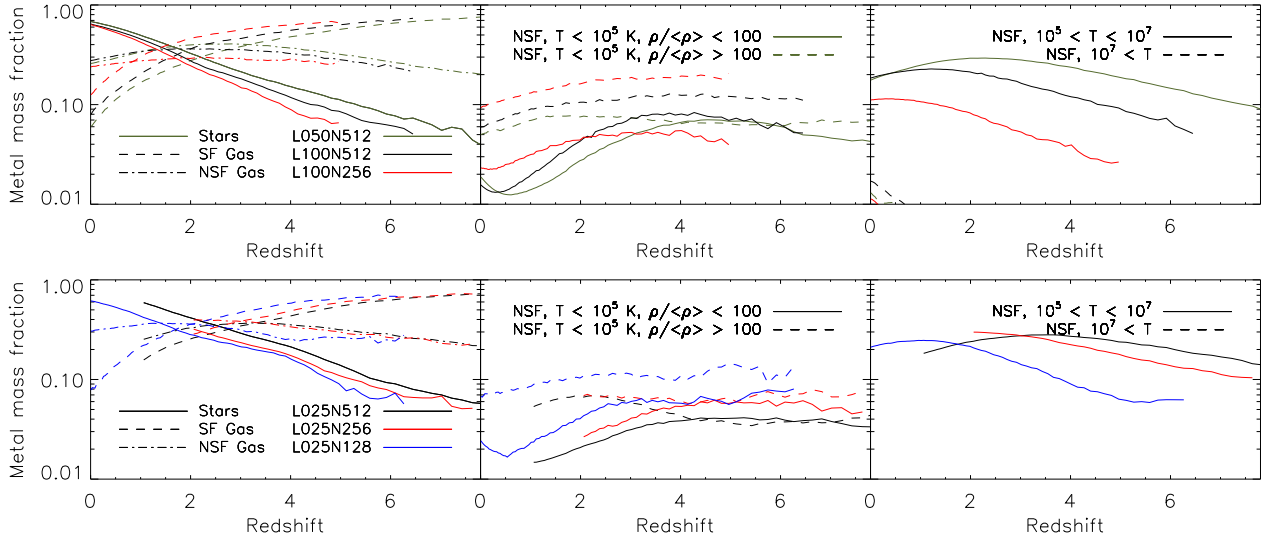 Metal mass fraction
1.00
0.10
0.01
Stars L050N512
SF Gas L100N512
NSF Gas L100N256
0 2 4 6
Redshift
NSF, T < 10⁵ K, ρ/<ρ> < 100
NSF, T < 10⁵ K, ρ/<ρ> > 100
0 2 4 6
Redshift
NSF, 10⁵ < T < 10⁷
NSF, 10⁷ < T
0 2 4 6
Redshift
Metal mass fraction
1.00
0.10
0.01
Stars L025N512
SF Gas L025N256
NSF Gas L025N128
0 2 4 6
Redshift
NSF, T < 10⁵ K, ρ/<ρ> < 100
NSF, T < 10⁵ K, ρ/<ρ> > 100
0 2 4 6
Redshift
NSF, 10⁵ < T < 10⁷
NSF, 10⁷ < T
0 2 4 6
Redshift